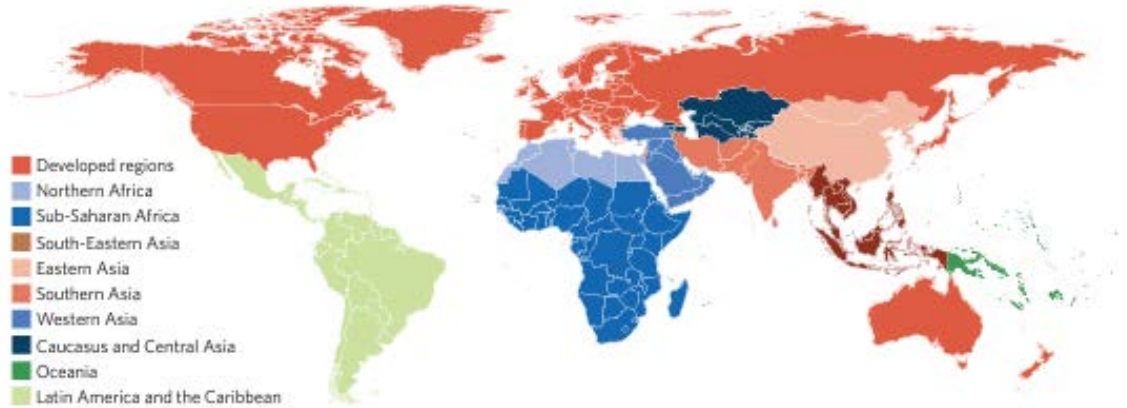 Developed regions
Northern Africa
Sub-Saharan Africa
South-Eastern Asia
Eastern Asia
Southern Asia
Western Asia
Caucasus and Central Asia
Oceania
Latin America and the Caribbean